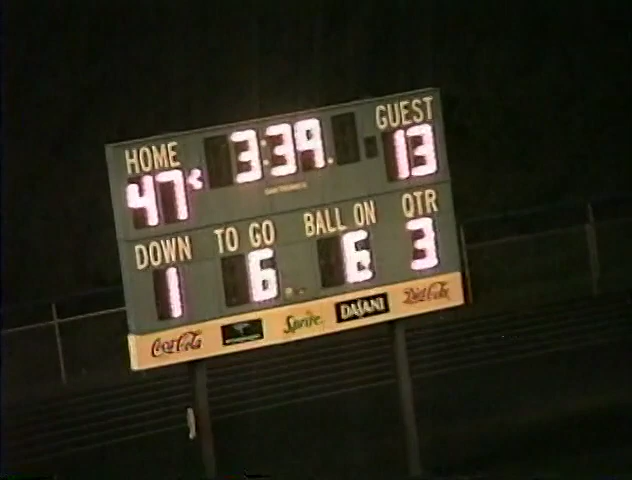 HOME 3:39 GUEST
47 13
DOWN TO GO BALL ON QTR
1 6 6 3
Coca-Cola Sprite DASANI Diet Coke